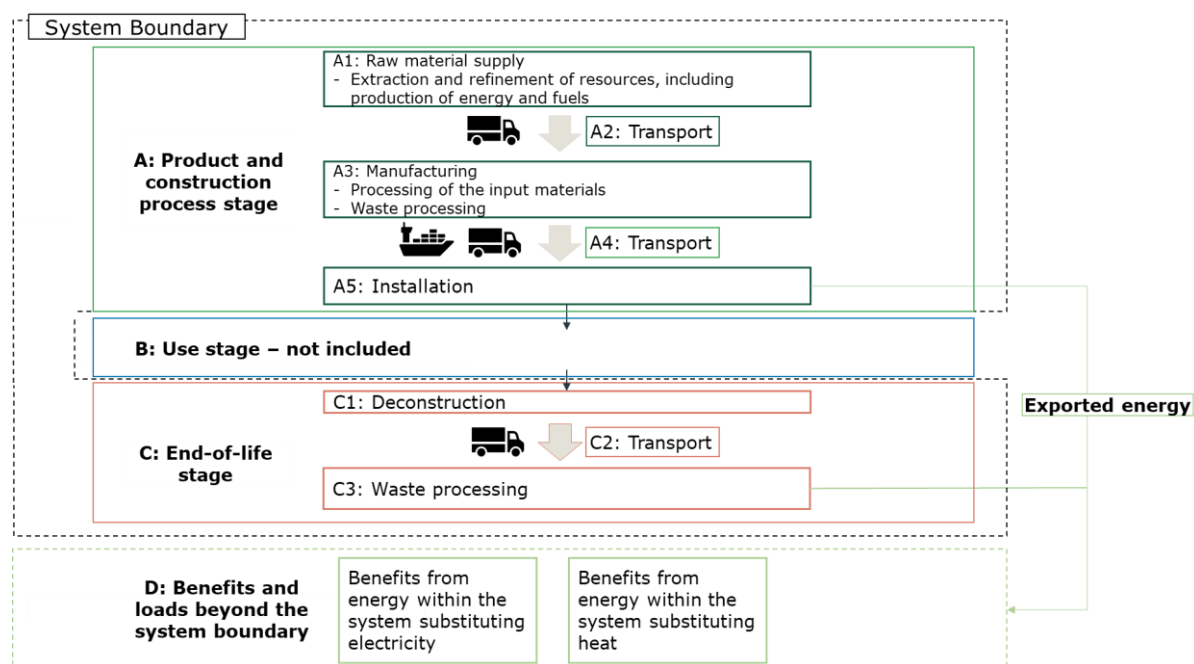 System Boundary
A1: Raw material supply
- Extraction and refinement of resources, including
production of energy and fuels
A2: Transport
A: Product and
construction
process stage
A3: Manufacturing
- Processing of the input materials
- Waste processing
A4: Transport
A5: Installation
B: Use stage – not included
C1: Deconstruction
Exported energy
C2: Transport
C: End-of-life
stage
C3: Waste processing
D: Benefits and
loads beyond the
system boundary
Benefits from
energy within the
system substituting
electricity
Benefits from
energy within the
system substituting
heat